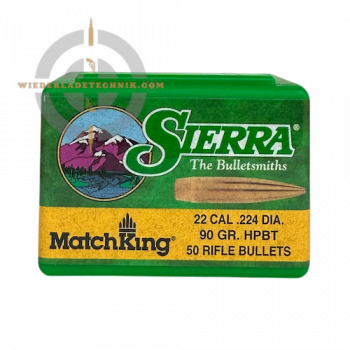 WIEDERLADETECHNIK.COM
SIERRA®
The Bulletsmiths
22 CAL .224 DIA.
90 GR. HPBT
50 RIFLE BULLETS
MatchKing®